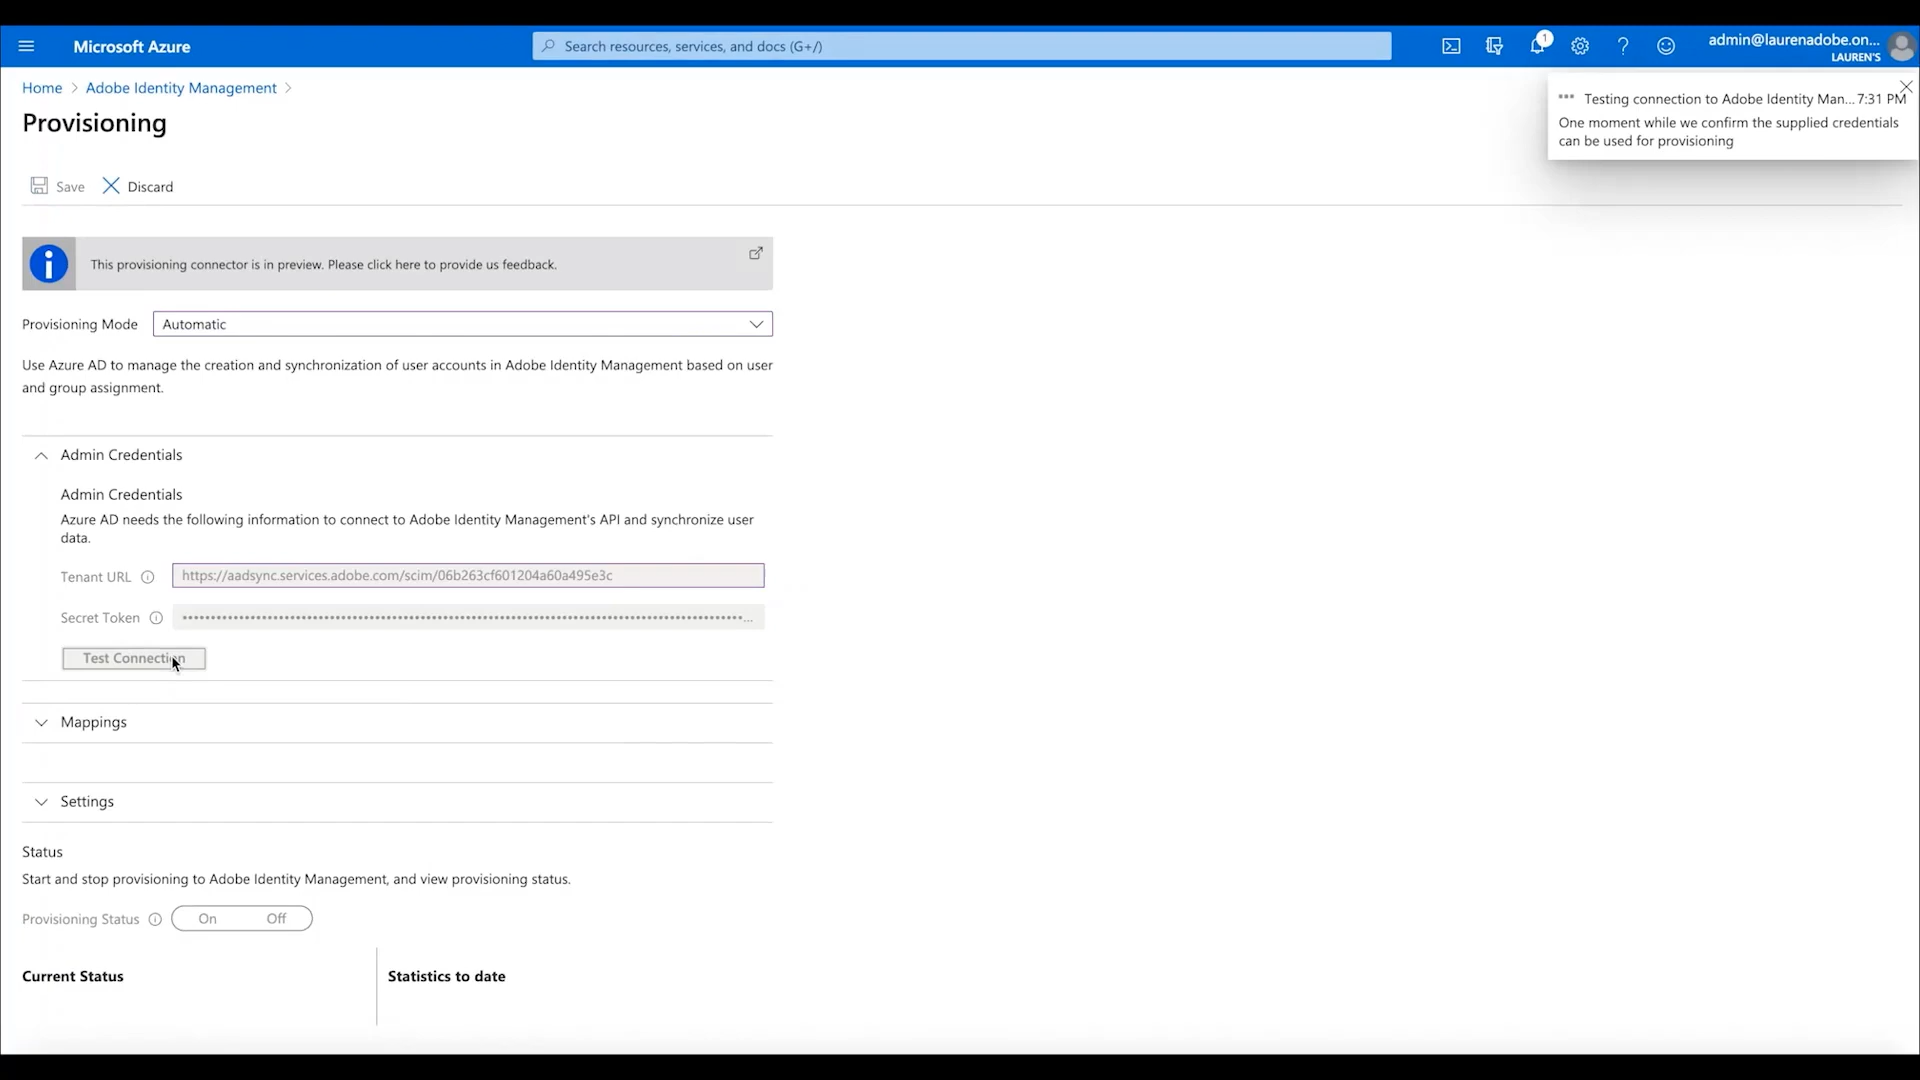 Microsoft Azure
Search resources, services, and docs (G+/)
1
admin@laurenadobe.on...
LAUREN'S
Home
Adobe Identity Management
Testing connection to Adobe Identity Man... 7:31 PM
One moment while we confirm the supplied credentials
can be used for provisioning
Provisioning
Save
Discard
This provisioning connector is in preview. Please click here to provide us feedback.
Provisioning Mode
Automatic
Use Azure AD to manage the creation and synchronization of user accounts in Adobe Identity Management based on user
and group assignment.
Admin Credentials
Admin Credentials
Azure AD needs the following information to connect to Adobe Identity Management's API and synchronize user
data.
Tenant URL
https://aadsync.services.adobe.com/scim/06b263cf601204a60a495e3c
Secret Token
Test Connection
Mappings
Settings
Status
Start and stop provisioning to Adobe Identity Management, and view provisioning status.
Provisioning Status
On
Off
Current Status
Statistics to date